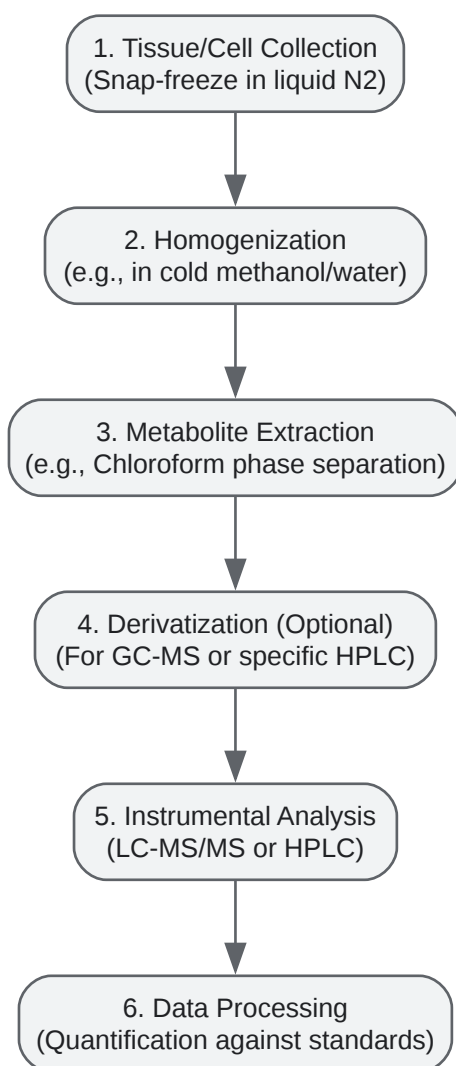 1. Tissue/Cell Collection
(Snap-freeze in liquid N2)
2. Homogenization
(e.g., in cold methanol/water)
3. Metabolite Extraction
(e.g., Chloroform phase separation)
4. Derivatization (Optional)
(For GC-MS or specific HPLC)
5. Instrumental Analysis
(LC-MS/MS or HPLC)
6. Data Processing
(Quantification against standards)